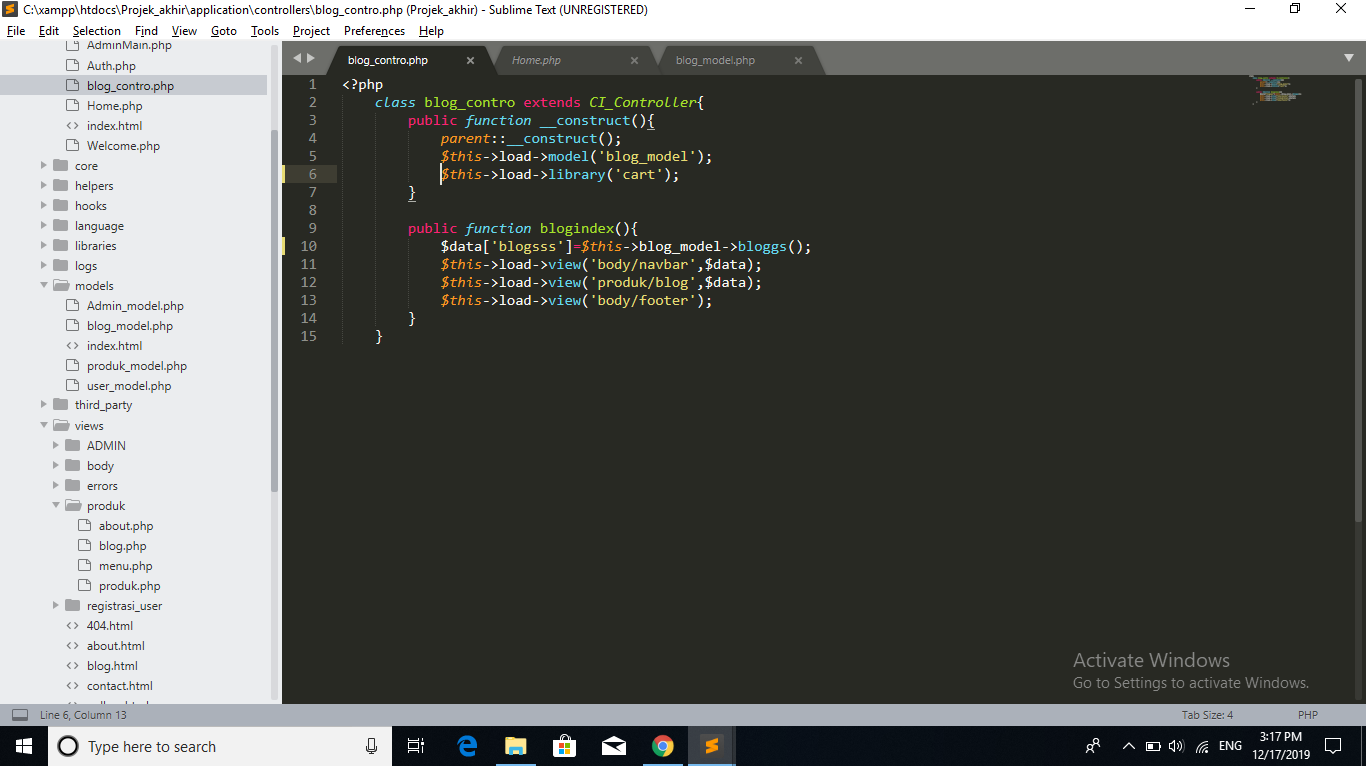 C:\xampp\htdocs\Projek_akhir\application\controllers\blog_contro.php (Projek_akhir) - Sublime Text (UNREGISTERED)
File Edit Selection Find View Goto Tools Project Preferences Help
AdminMain.php
Auth.php
blog_contro.php
Home.php
index.html
Welcome.php
core
helpers
hooks
language
libraries
logs
models
Admin_model.php
blog_model.php
index.html
produk_model.php
user_model.php
third_party
views
ADMIN
body
errors
produk
about.php
blog.php
menu.php
produk.php
registrasi_user
404.html
about.html
blog.html
contact.html
blog_contro.php Home.php blog_model.php
1 <?php
2 class blog_contro extends CI_Controller{
3 public function __construct(){
4 parent::__construct();
5 $this->load->model('blog_model');
6 $this->load->library('cart');
7 }
8
9 public function blogindex(){
10 $data['blogsss']=$this->blog_model->bloggs();
11 $this->load->view('body/navbar',$data);
12 $this->load->view('produk/blog',$data);
13 $this->load->view('body/footer');
14 }
15 }
Activate Windows
Go to Settings to activate Windows.
Line 6, Column 13 Tab Size: 4 PHP
Type here to search
ENG
3:17 PM
12/17/2019